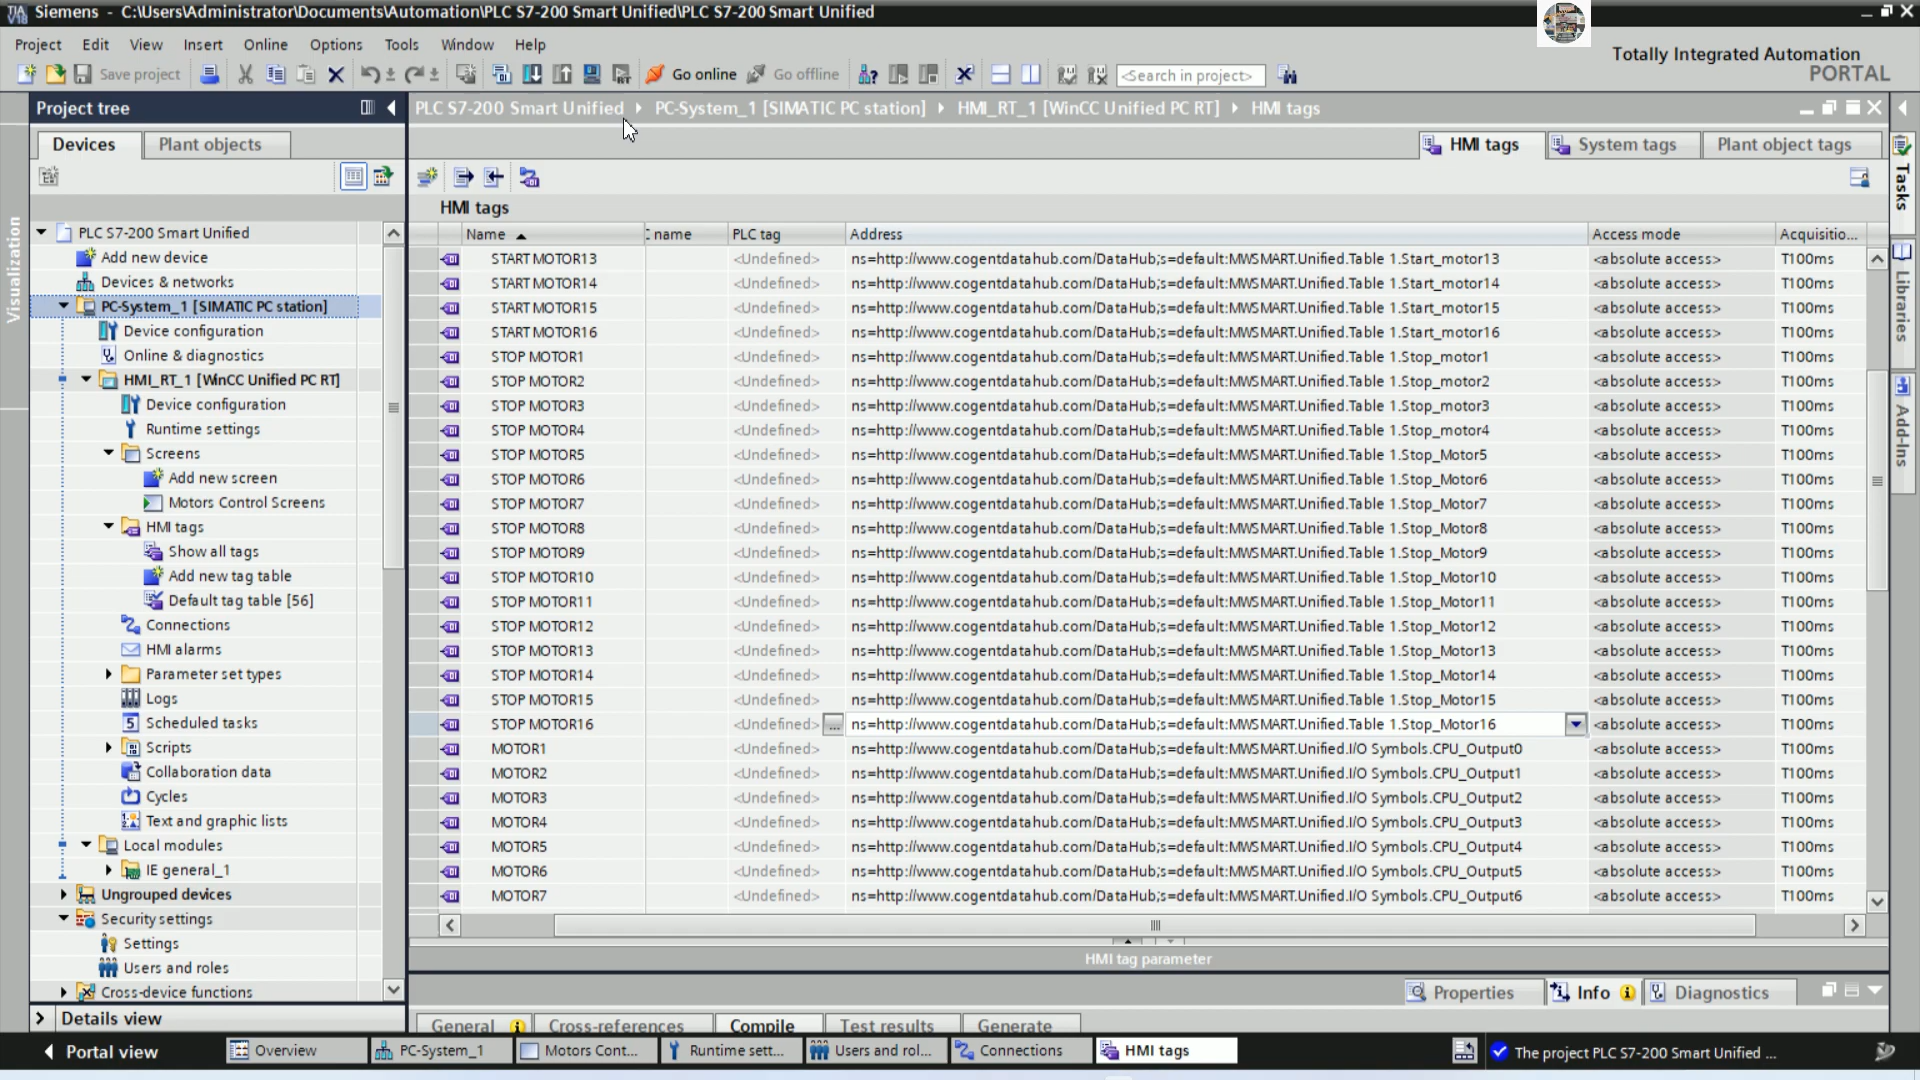 Siemens - C:\Users\Administrator\Documents\Automation\PLC S7-200 Smart Unified\PLC S7-200 Smart Unified
Project Edit View Insert Online Options Tools Window Help
Totally Integrated Automation
PORTAL
Save project Go online Go offline <Search in project>
Project tree
PLC S7-200 Smart Unified PC-System_1 [SIMATIC PC station] HMI_RT_1 [WinCC Unified PC RT] HMI tags
Devices Plant objects
HMI tags System tags Plant object tags
HMI tags
Name C name PLC tag Address Access mode Acquisitio...
START MOTOR13 <Undefined> ns=http://www.cogentdatahub.com/DataHub;s=default:MWSMART.Unified.Table 1.Start_motor13 <absolute access> T100ms
START MOTOR14 <Undefined> ns=http://www.cogentdatahub.com/DataHub;s=default:MWSMART.Unified.Table 1.Start_motor14 <absolute access> T100ms
START MOTOR15 <Undefined> ns=http://www.cogentdatahub.com/DataHub;s=default:MWSMART.Unified.Table 1.Start_motor15 <absolute access> T100ms
START MOTOR16 <Undefined> ns=http://www.cogentdatahub.com/DataHub;s=default:MWSMART.Unified.Table 1.Start_motor16 <absolute access> T100ms
STOP MOTOR1 <Undefined> ns=http://www.cogentdatahub.com/DataHub;s=default:MWSMART.Unified.Table 1.Stop_motor1 <absolute access> T100ms
STOP MOTOR2 <Undefined> ns=http://www.cogentdatahub.com/DataHub;s=default:MWSMART.Unified.Table 1.Stop_motor2 <absolute access> T100ms
STOP MOTOR3 <Undefined> ns=http://www.cogentdatahub.com/DataHub;s=default:MWSMART.Unified.Table 1.Stop_motor3 <absolute access> T100ms
STOP MOTOR4 <Undefined> ns=http://www.cogentdatahub.com/DataHub;s=default:MWSMART.Unified.Table 1.Stop_motor4 <absolute access> T100ms
STOP MOTOR5 <Undefined> ns=http://www.cogentdatahub.com/DataHub;s=default:MWSMART.Unified.Table 1.Stop_Motor5 <absolute access> T100ms
STOP MOTOR6 <Undefined> ns=http://www.cogentdatahub.com/DataHub;s=default:MWSMART.Unified.Table 1.Stop_Motor6 <absolute access> T100ms
STOP MOTOR7 <Undefined> ns=http://www.cogentdatahub.com/DataHub;s=default:MWSMART.Unified.Table 1.Stop_Motor7 <absolute access> T100ms
STOP MOTOR8 <Undefined> ns=http://www.cogentdatahub.com/DataHub;s=default:MWSMART.Unified.Table 1.Stop_Motor8 <absolute access> T100ms
STOP MOTOR9 <Undefined> ns=http://www.cogentdatahub.com/DataHub;s=default:MWSMART.Unified.Table 1.Stop_Motor9 <absolute access> T100ms
STOP MOTOR10 <Undefined> ns=http://www.cogentdatahub.com/DataHub;s=default:MWSMART.Unified.Table 1.Stop_Motor10 <absolute access> T100ms
STOP MOTOR11 <Undefined> ns=http://www.cogentdatahub.com/DataHub;s=default:MWSMART.Unified.Table 1.Stop_Motor11 <absolute access> T100ms
STOP MOTOR12 <Undefined> ns=http://www.cogentdatahub.com/DataHub;s=default:MWSMART.Unified.Table 1.Stop_Motor12 <absolute access> T100ms
STOP MOTOR13 <Undefined> ns=http://www.cogentdatahub.com/DataHub;s=default:MWSMART.Unified.Table 1.Stop_Motor13 <absolute access> T100ms
STOP MOTOR14 <Undefined> ns=http://www.cogentdatahub.com/DataHub;s=default:MWSMART.Unified.Table 1.Stop_Motor14 <absolute access> T100ms
STOP MOTOR15 <Undefined> ns=http://www.cogentdatahub.com/DataHub;s=default:MWSMART.Unified.Table 1.Stop_Motor15 <absolute access> T100ms
STOP MOTOR16 <Undefined> ... ns=http://www.cogentdatahub.com/DataHub;s=default:MWSMART.Unified.Table 1.Stop_Motor16 <absolute access> T100ms
MOTOR1 <Undefined> ns=http://www.cogentdatahub.com/DataHub;s=default:MWSMART.Unified.I/O Symbols.CPU_Output0 <absolute access> T100ms
MOTOR2 <Undefined> ns=http://www.cogentdatahub.com/DataHub;s=default:MWSMART.Unified.I/O Symbols.CPU_Output1 <absolute access> T100ms
MOTOR3 <Undefined> ns=http://www.cogentdatahub.com/DataHub;s=default:MWSMART.Unified.I/O Symbols.CPU_Output2 <absolute access> T100ms
MOTOR4 <Undefined> ns=http://www.cogentdatahub.com/DataHub;s=default:MWSMART.Unified.I/O Symbols.CPU_Output3 <absolute access> T100ms
MOTOR5 <Undefined> ns=http://www.cogentdatahub.com/DataHub;s=default:MWSMART.Unified.I/O Symbols.CPU_Output4 <absolute access> T100ms
MOTOR6 <Undefined> ns=http://www.cogentdatahub.com/DataHub;s=default:MWSMART.Unified.I/O Symbols.CPU_Output5 <absolute access> T100ms
MOTOR7 <Undefined> ns=http://www.cogentdatahub.com/DataHub;s=default:MWSMART.Unified.I/O Symbols.CPU_Output6 <absolute access> T100ms
PLC S7-200 Smart Unified
Add new device
Devices & networks
PC-System_1 [SIMATIC PC station]
Device configuration
Online & diagnostics
HMI_RT_1 [WinCC Unified PC RT]
Device configuration
Runtime settings
Screens
Add new screen
Motors Control Screens
HMI tags
Show all tags
Add new tag table
Default tag table [56]
Connections
HMI alarms
Parameter set types
Logs
Scheduled tasks
Scripts
Collaboration data
Cycles
Text and graphic lists
Local modules
IE general_1
Ungrouped devices
Security settings
Settings
Users and roles
Cross-device functions
Details view
Visualization
Tasks
Libraries
Add-Ins
HMI tag parameter
Properties Info Diagnostics
General Cross-references Compile Test results Generate
Portal view Overview PC-System_1 Motors Cont... Runtime sett... Users and rol... Connections HMI tags The project PLC S7-200 Smart Unified ...